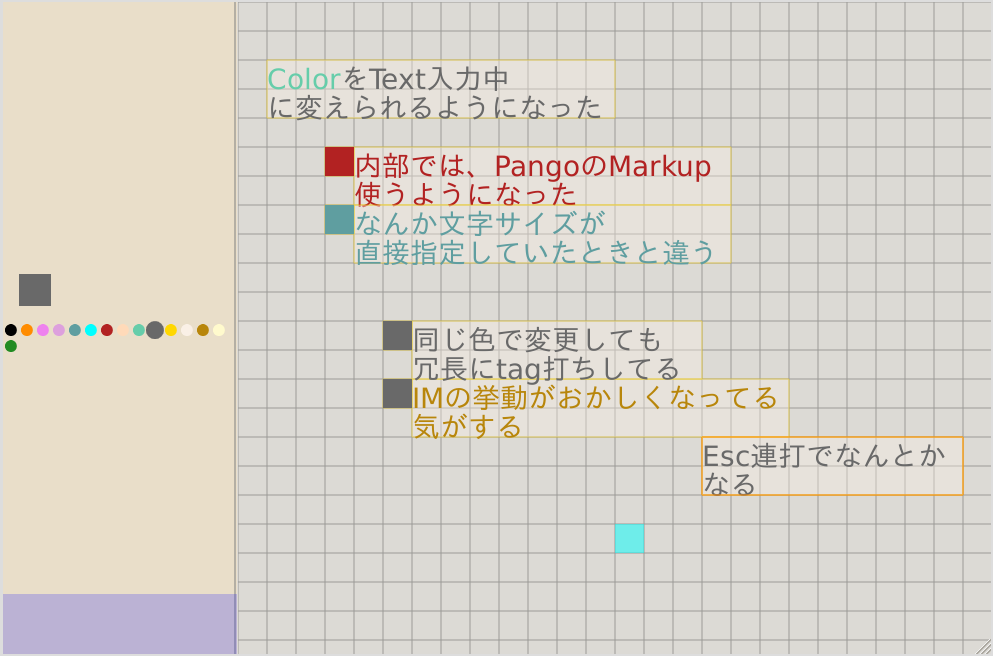 ColorをText入力中
に変えられるようになった
内部では、PangoのMarkup
使うようになった
なんか文字サイズが
直接指定していたときと違う
同じ色で変更しても
冗長にtag打ちしてる
IMの挙動がおかしくなってる
気がする
Esc連打でなんとか
なる